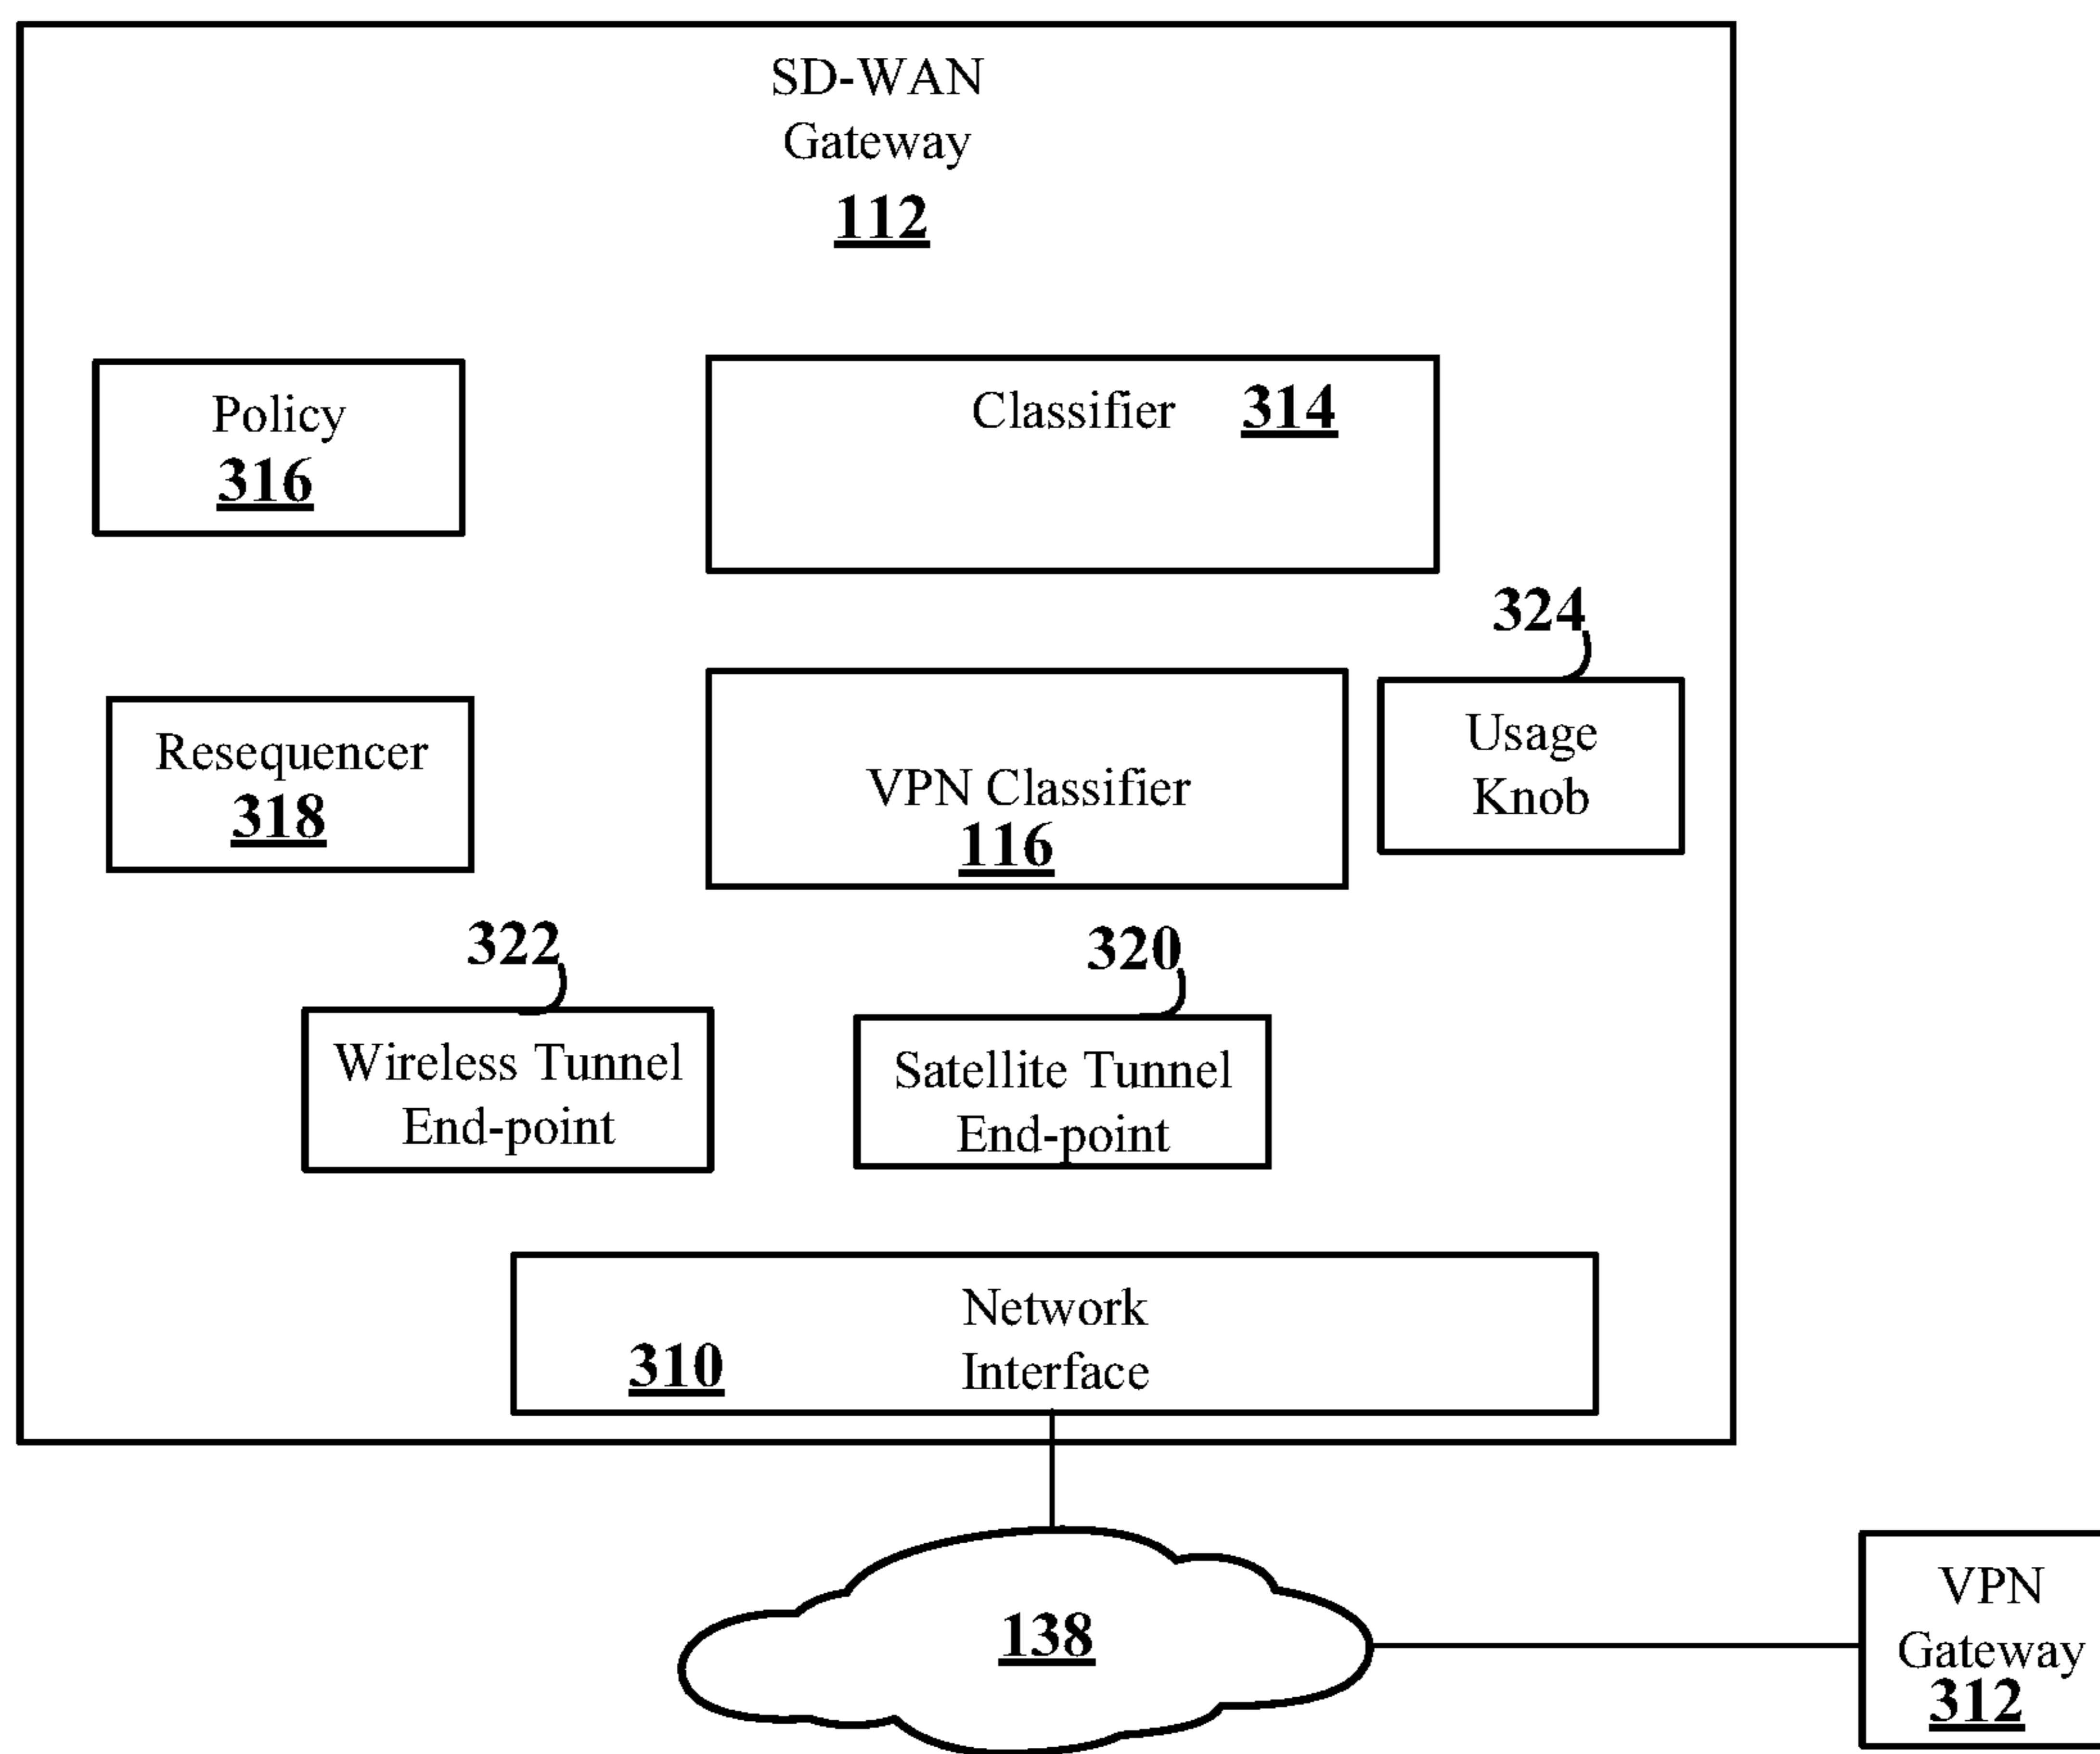 SD-WAN
Gateway
112
Policy
316
Classifier 314
324
Resequencer
318
VPN Classifier
116
Usage
Knob
322
320
Wireless Tunnel
End-point
Satellite Tunnel
End-point
Network
Interface
310
138
VPN
Gateway
312